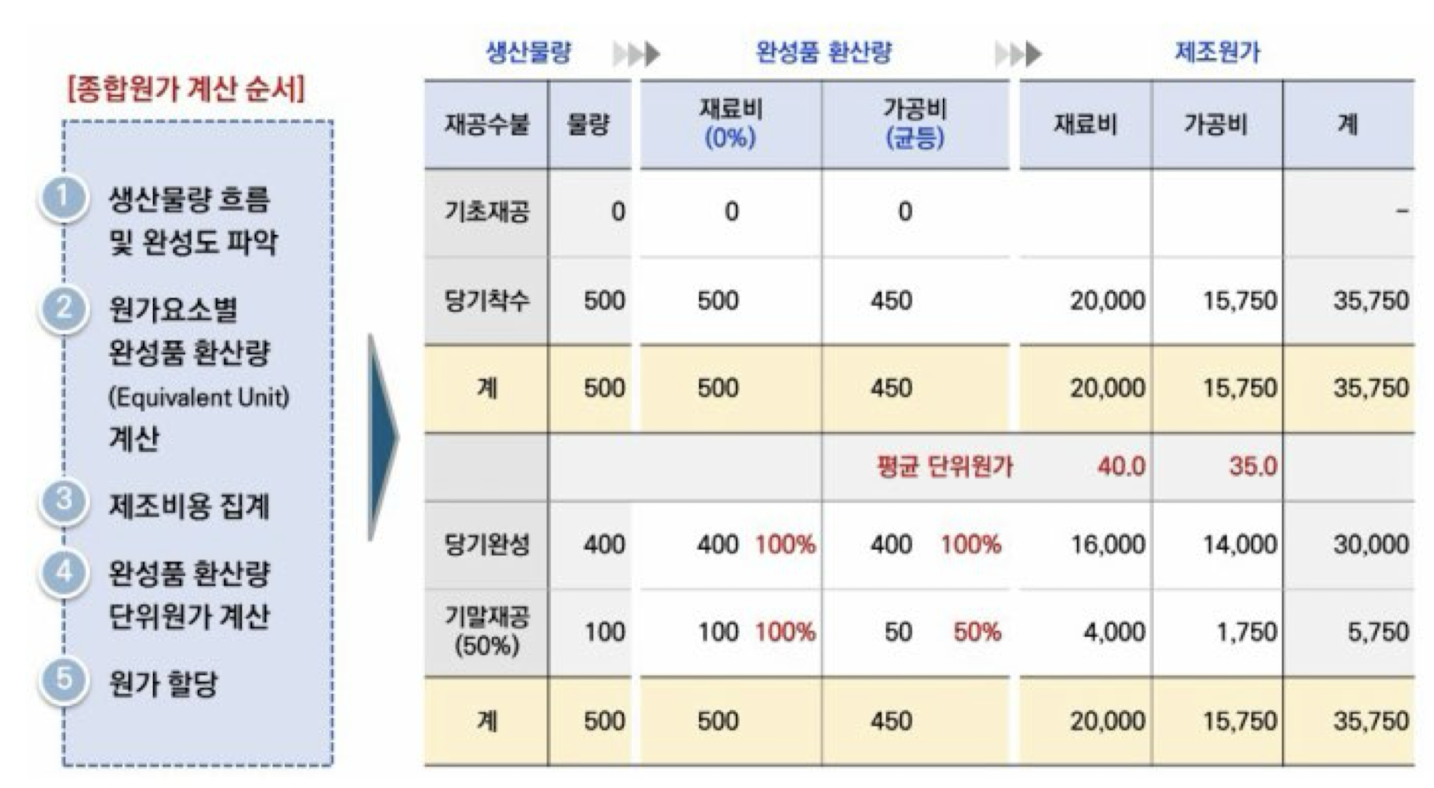 [종합원가 계산 순서]
1 생산물량 흐름
및 완성도 파악
2 원가요소별
완성품 환산량
(Equivalent Unit)
계산
3 제조비용 집계
4 완성품 환산량
단위원가 계산
5 원가 할당
생산물량 완성품 환산량 제조원가
재공수불 물량 재료비 (0%) 가공비 (균등) 재료비 가공비 계
기초재공 0 0 0 –
당기착수 500 500 450 20,000 15,750 35,750
계 500 500 450 20,000 15,750 35,750
평균 단위원가 40.0 35.0
당기완성 400 400 100% 400 100% 16,000 14,000 30,000
기말재공 (50%) 100 100 100% 50 50% 4,000 1,750 5,750
계 500 500 450 20,000 15,750 35,750